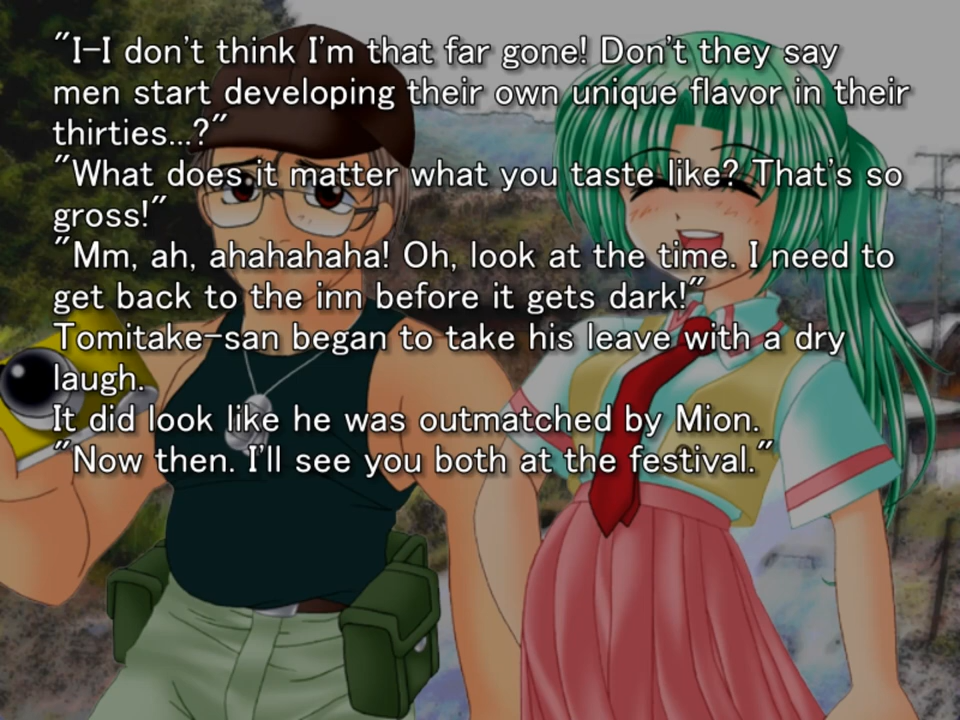 "I-I don't think I'm that far gone! Don't they say
men start developing their own unique flavor in their
thirties...?"
"What does it matter what you taste like? That's so
gross!"
"Mm, ah, ahahahaha! Oh, look at the time. I need to
get back to the inn before it gets dark!"
Tomitake-san began to take his leave with a dry
laugh.
It did look like he was outmatched by Mion.
"Now then. I'll see you both at the festival."